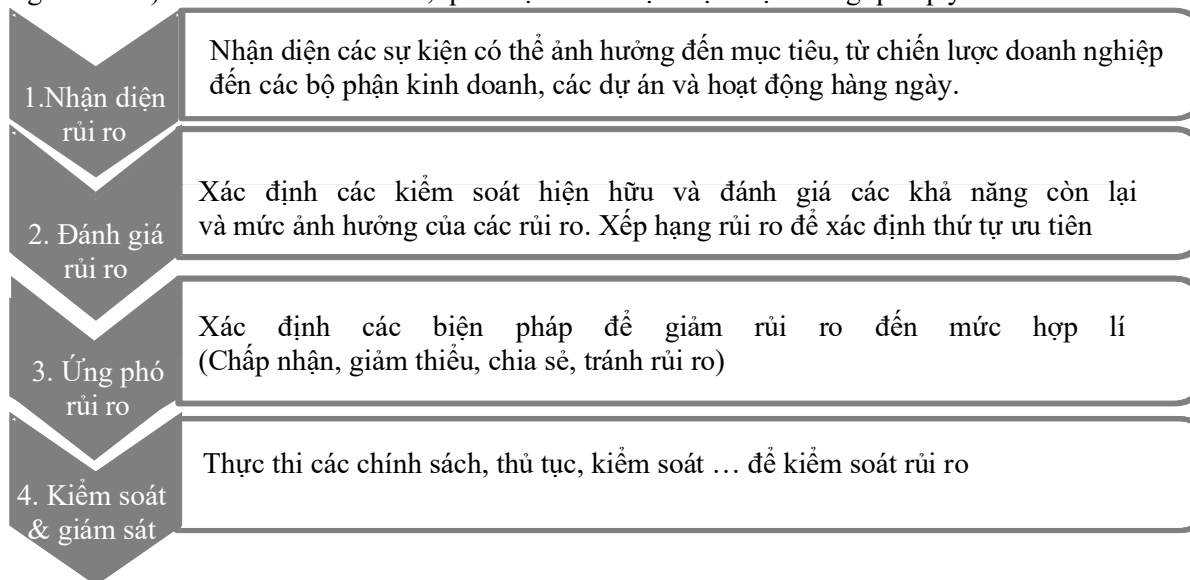 Nhận diện các sự kiện có thể ảnh hưởng đến mục tiêu, từ chiến lược doanh nghiệp
đến các bộ phận kinh doanh, các dự án và hoạt động hàng ngày.
1.Nhận diện
rủi ro
Xác định các kiểm soát hiện hữu và đánh giá các khả năng còn lại
và mức ảnh hưởng của các rủi ro. Xếp hạng rủi ro để xác định thứ tự ưu tiên
2. Đánh giá
rủi ro
Xác định các biện pháp để giảm rủi ro đến mức hợp lí
(Chấp nhận, giảm thiểu, chia sẻ, tránh rủi ro)
3. Ứng phó
rủi ro
Thực thi các chính sách, thủ tục, kiểm soát … để kiểm soát rủi ro
4. Kiểm soát
& giám sát